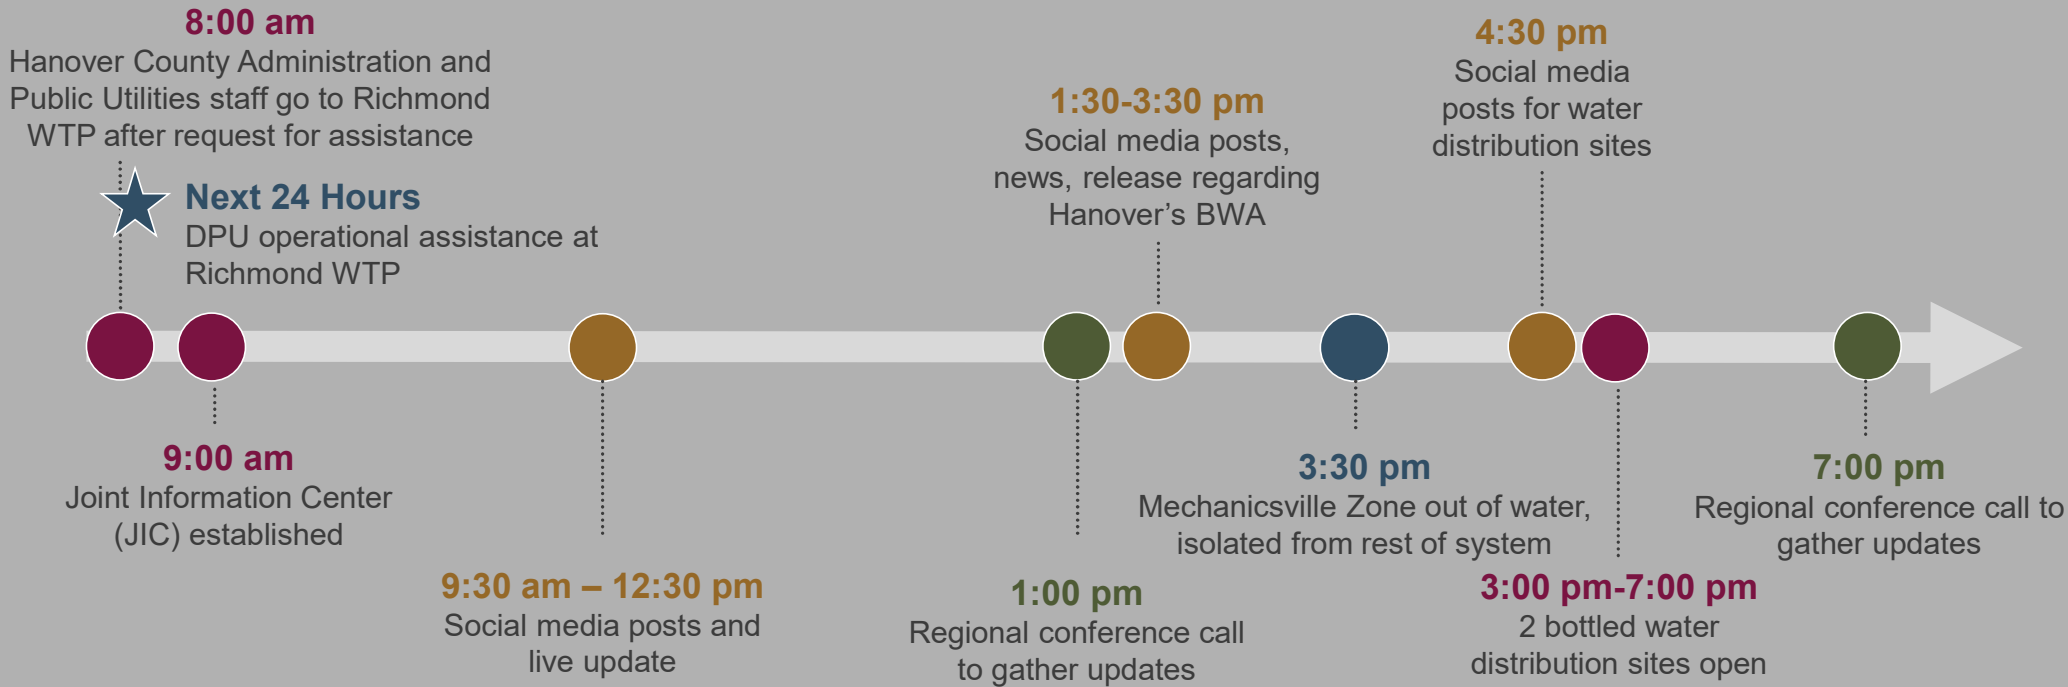 8:00 am
Hanover County Administration and
Public Utilities staff go to Richmond
WTP after request for assistance
Next 24 Hours
DPU operational assistance at
Richmond WTP
9:00 am
Joint Information Center
(JIC) established
9:30 am – 12:30 pm
Social media posts and
live update
1:00 pm
Regional conference call
to gather updates
1:30-3:30 pm
Social media posts,
news, release regarding
Hanover’s BWA
3:30 pm
Mechanicsville Zone out of water,
isolated from rest of system
4:30 pm
Social media
posts for water
distribution sites
3:00 pm-7:00 pm
2 bottled water
distribution sites open
7:00 pm
Regional conference call to
gather updates